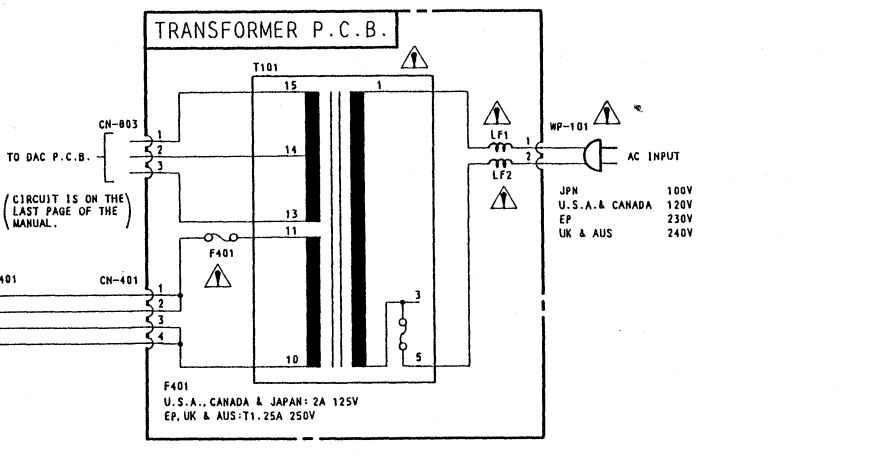 TRANSFORMER P.C.B.
T101
15
1
CN-803
1
2
3
14
TO DAC P.C.B.
LF1
LF2
WP-101
1
2
AC INPUT
(CIRCUIT IS ON THE
LAST PAGE OF THE
MANUAL.)
JPN 100V
U.S.A.& CANADA 120V
EP 230V
UK & AUS 240V
13
11
F401
401
CN-401
1
2
3
4
3
5
10
F401
U.S.A., CANADA & JAPAN: 2A 125V
EP, UK & AUS:T1.25A 250V